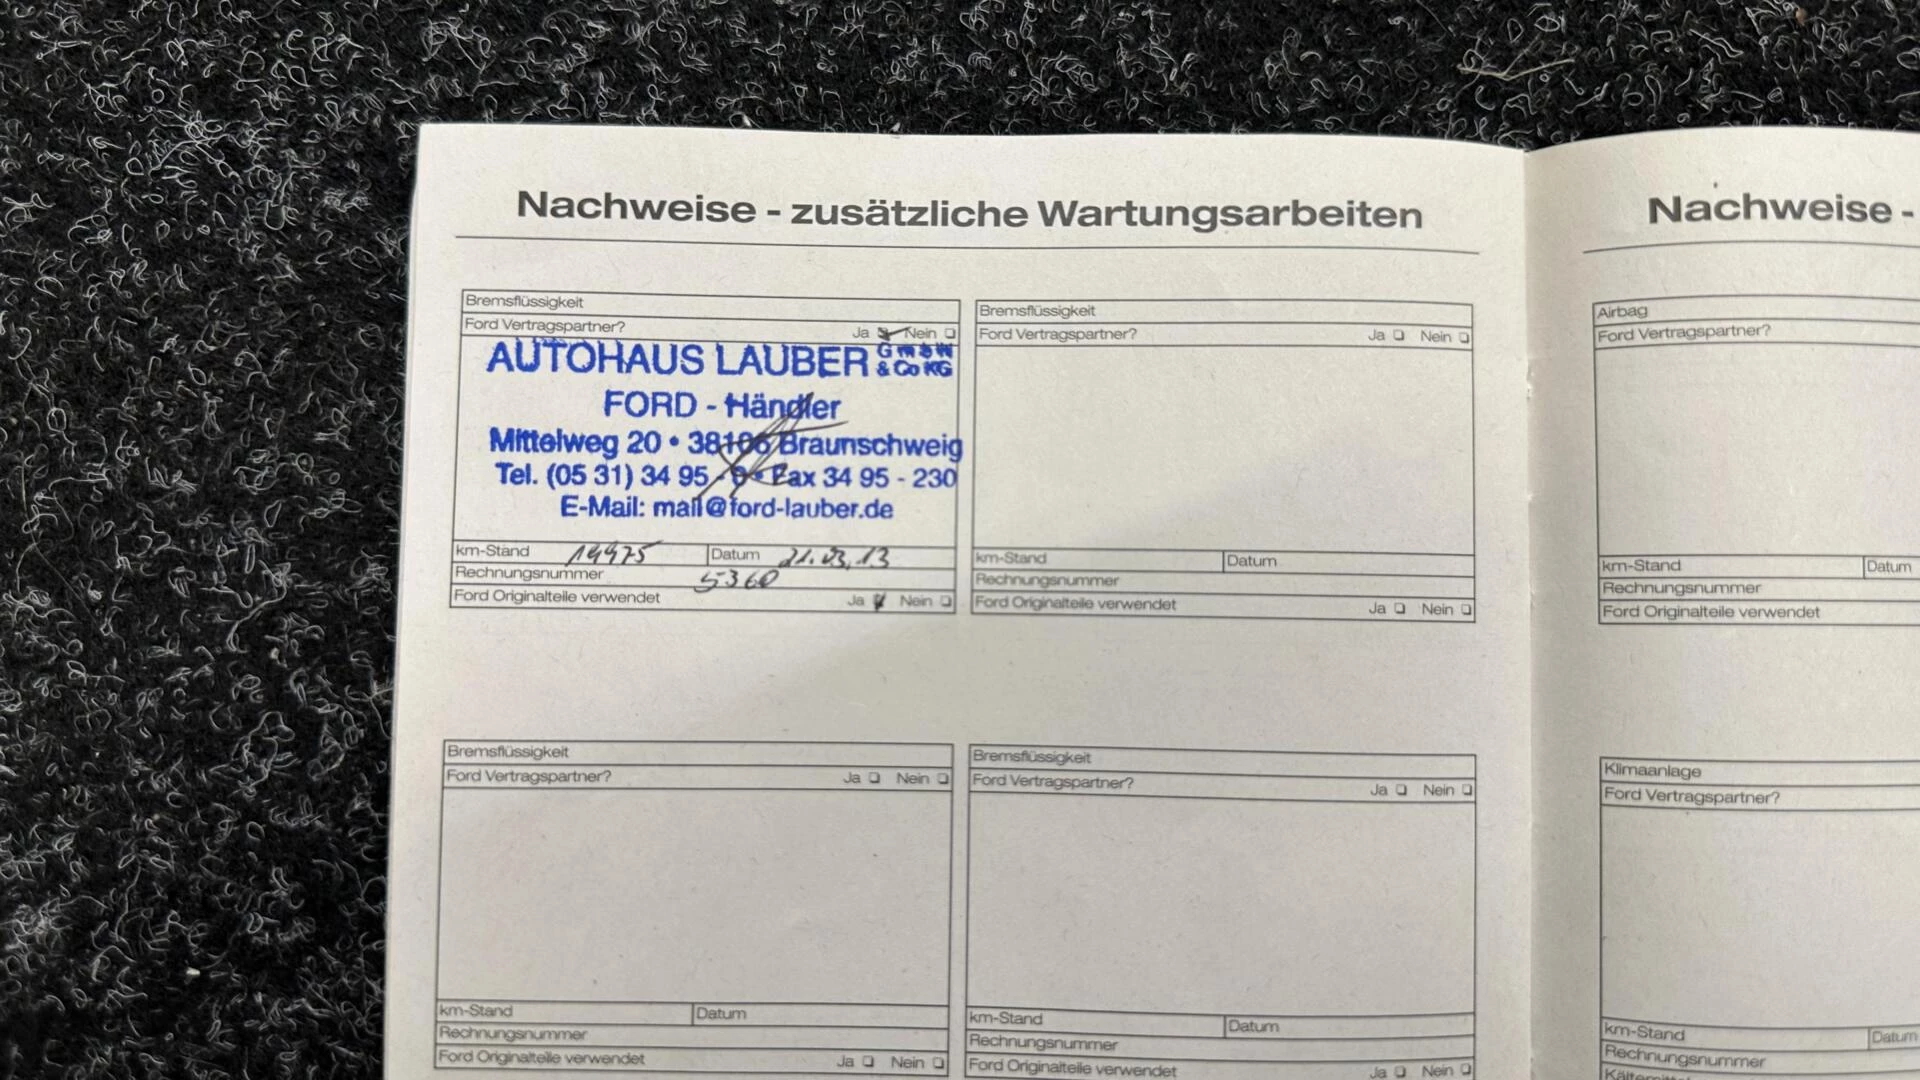 Nachweise - zusätzliche Wartungsarbeiten
Bremsflüssigkeit
Ford Vertragspartner? Ja Nein
AUTOHAUS LAUBER GmbH & Co KG
FORD - Händler
Mittelweg 20 • 38106 Braunschweig
Tel. (05 31) 34 95 - 0 • Fax 34 95 - 230
E-Mail: mail@ford-lauber.de
km-Stand 14975 Datum 21.03.13
Rechnungsnummer 5360
Ford Originalteile verwendet Ja Nein
Bremsflüssigkeit
Ford Vertragspartner? Ja Nein
km-Stand Datum
Rechnungsnummer
Ford Originalteile verwendet Ja Nein
Bremsflüssigkeit
Ford Vertragspartner? Ja Nein
km-Stand Datum
Rechnungsnummer
Ford Originalteile verwendet Ja Nein
Bremsflüssigkeit
Ford Vertragspartner? Ja Nein
km-Stand Datum
Rechnungsnummer
Ford Originalteile verwendet Ja Nein
Nachweise -
Airbag
Ford Vertragspartner?
km-Stand Datum
Rechnungsnummer
Ford Originalteile verwendet
Klimaanlage
Ford Vertragspartner?
km-Stand Datum
Rechnungsnummer